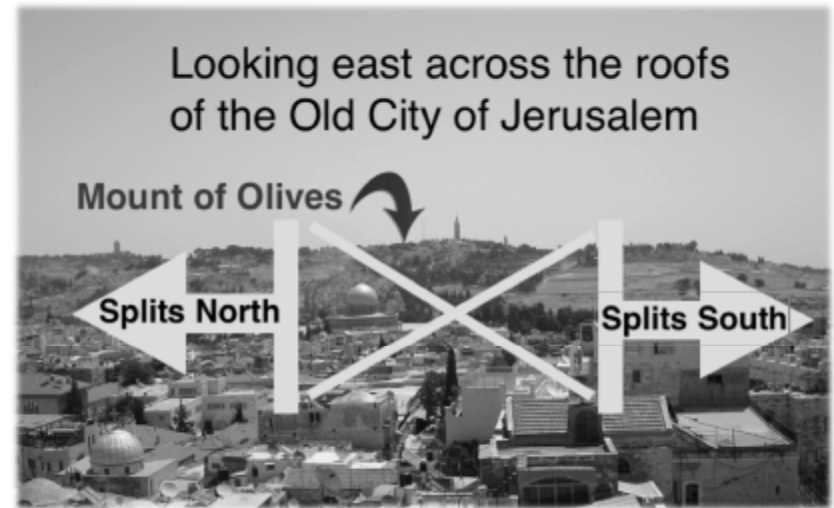 Looking east across the roofs
of the Old City of Jerusalem
Mount of Olives
Splits North
Splits South